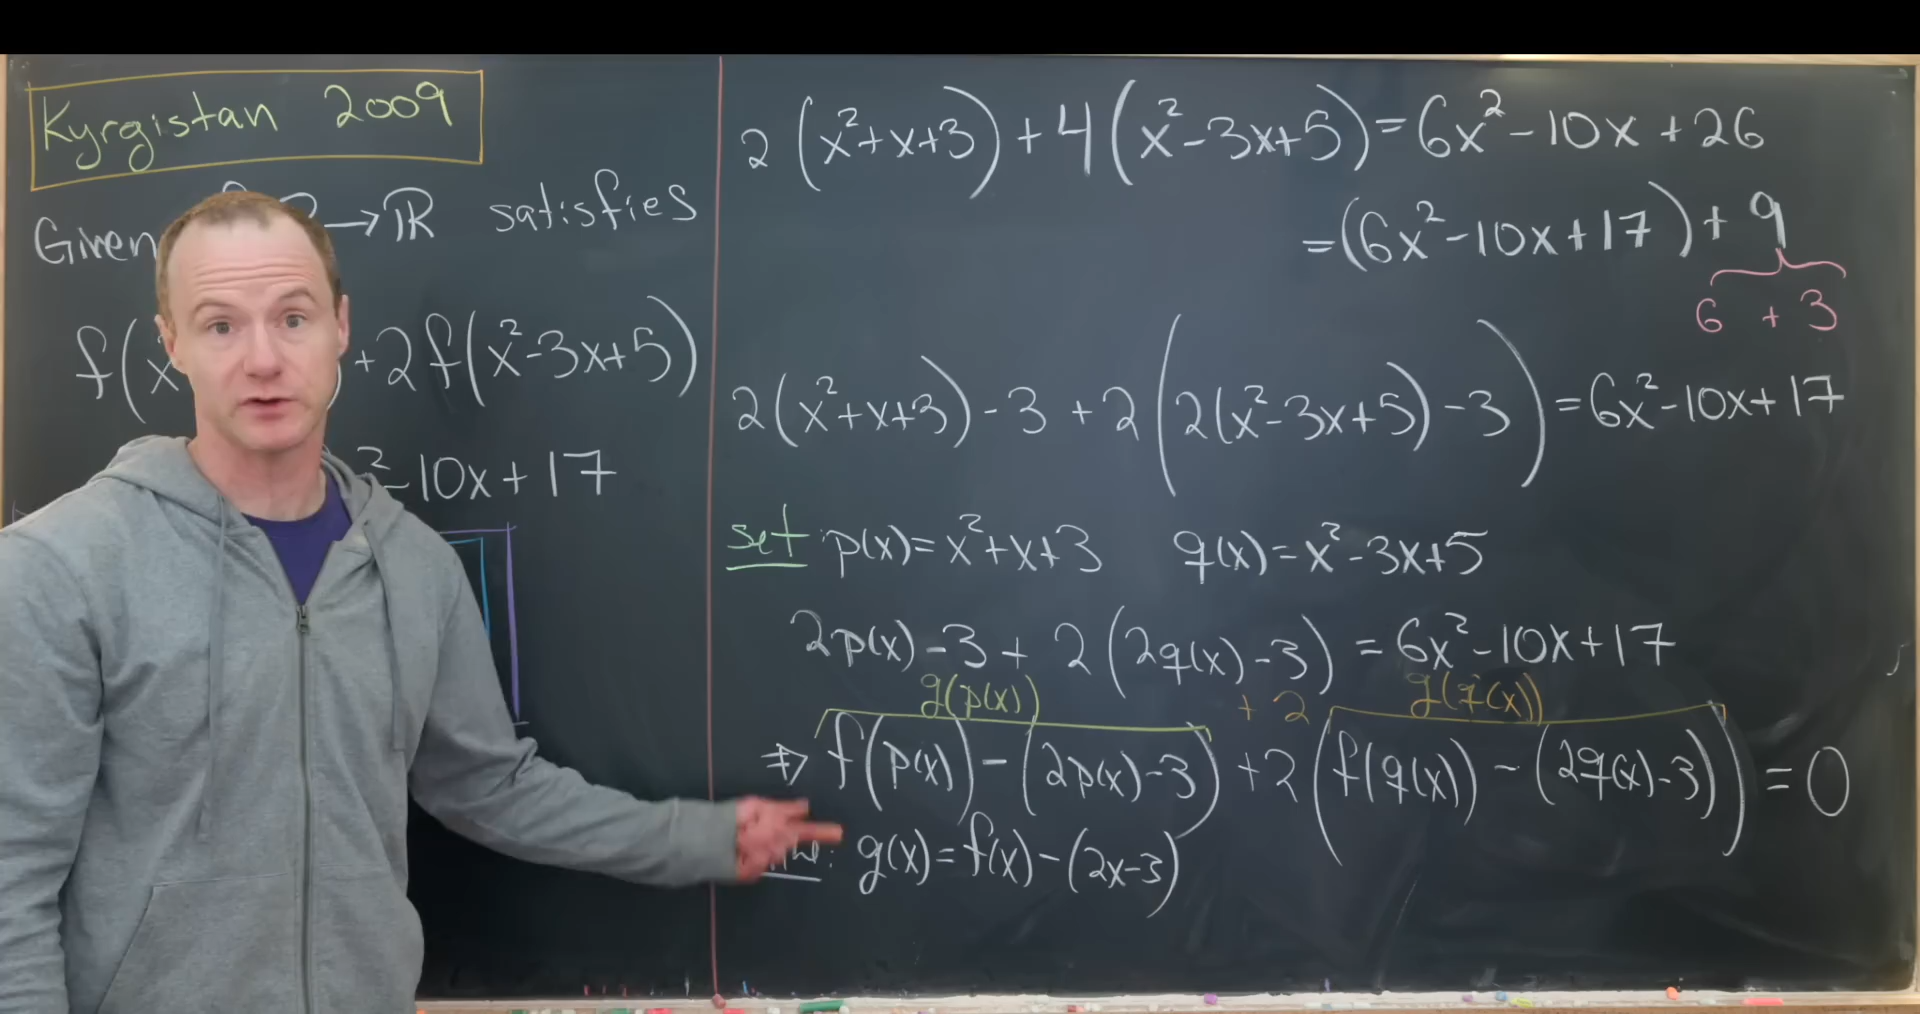 Kyrgistan 2009
Given → ℝ satisfies
f(x +2f(x²-3x+5)
² - 10x + 17
2(x²+x+3)+4(x²-3x+5)=6x²-10x+26
=(6x²-10x+17)+9
6 + 3
2(x²+x+3)-3+2(2(x²-3x+5)-3)=6x²-10x+17
set: p(x)=x²+x+3 q(x)=x²-3x+5
2p(x)-3+2(2q(x)-3)=6x²-10x+17
g(p(x)) +2 g(q(x))
⇒ f(p(x))-(2p(x)-3)+2(f(q(x))-(2q(x)-3))=0
: g(x)=f(x)-(2x-3)